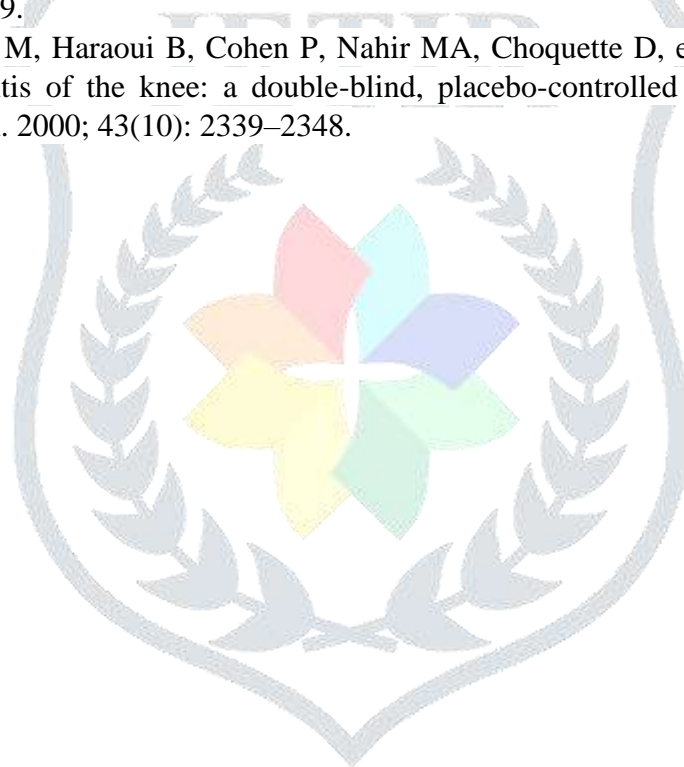 9.
M, Haraoui B, Cohen P, Nahir MA, Choquette D, e
tis of the knee: a double-blind, placebo-controlled
. 2000; 43(10): 2339–2348.